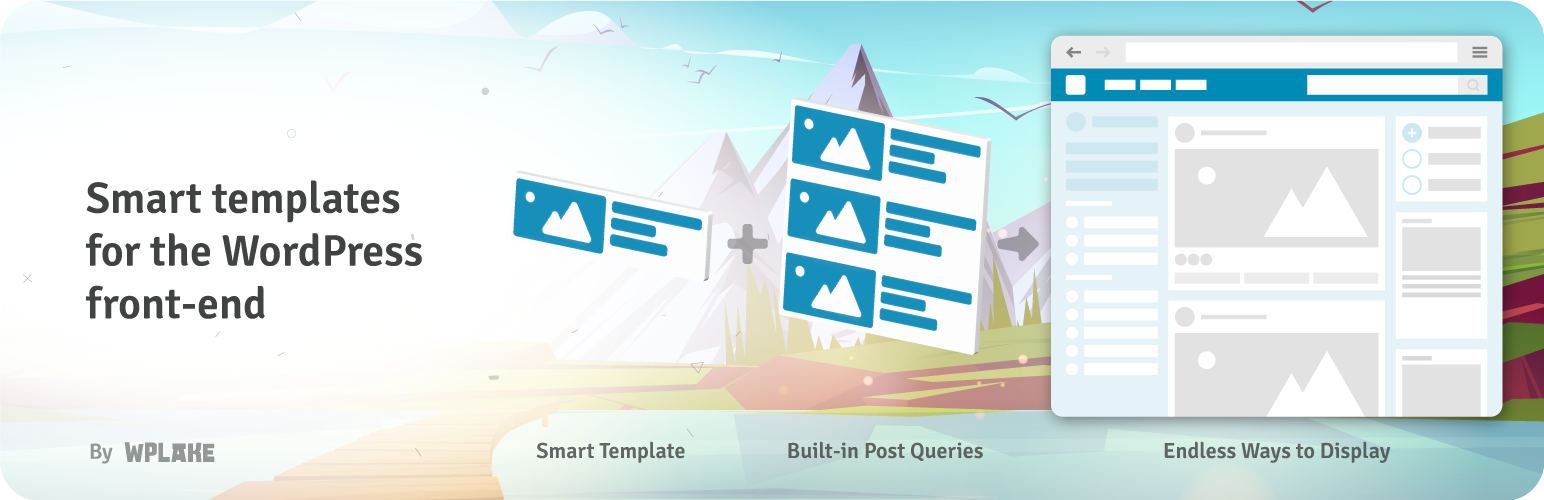 Smart templates
for the WordPress
front-end
By WPLAKE
Smart Template
Built-in Post Queries
Endless Ways to Display